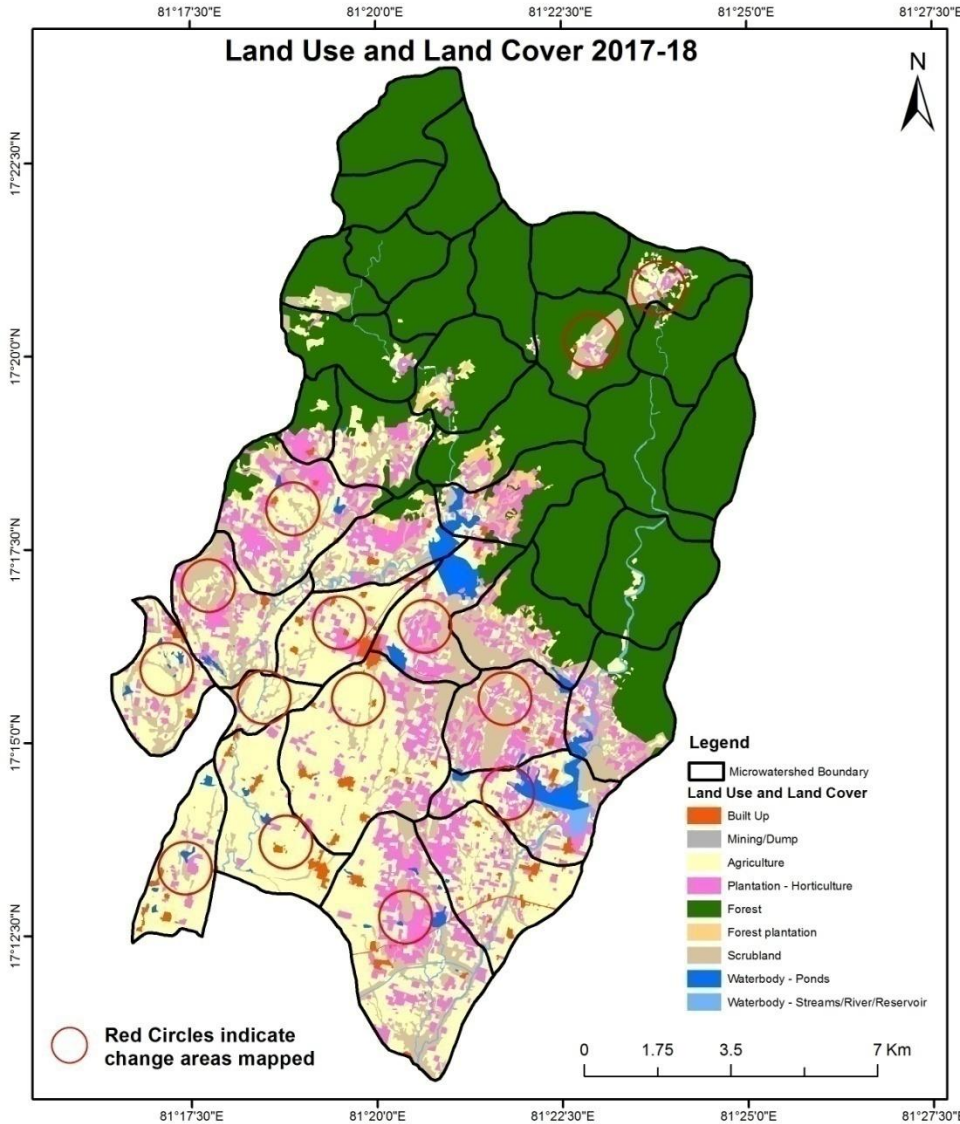 81°17'30"E 81°20'0"E 81°22'30"E 81°25'0"E 81°27'30"E
Land Use and Land Cover 2017-18
N
17°22'30"N
17°20'0"N
17°17'30"N
17°15'0"N
17°12'30"N
Legend
Microwatershed Boundary
Land Use and Land Cover
Built Up
Mining/Dump
Agriculture
Plantation - Horticulture
Forest
Forest plantation
Scrubland
Waterbody - Ponds
Waterbody - Streams/River/Reservoir
Red Circles indicate
change areas mapped
0 1.75 3.5 7 Km
81°17'30"E 81°20'0"E 81°22'30"E 81°25'0"E 81°27'30"E